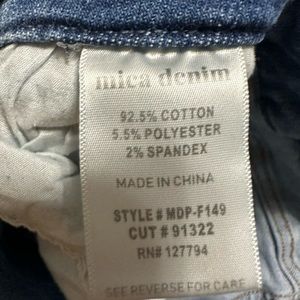 mica denim
92.5% COTTON
5.5% POLYESTER
2% SPANDEX
MADE IN CHINA
STYLE # MDP-F149
CUT # 91322
RN# 127794
SEE REVERSE FOR CARE